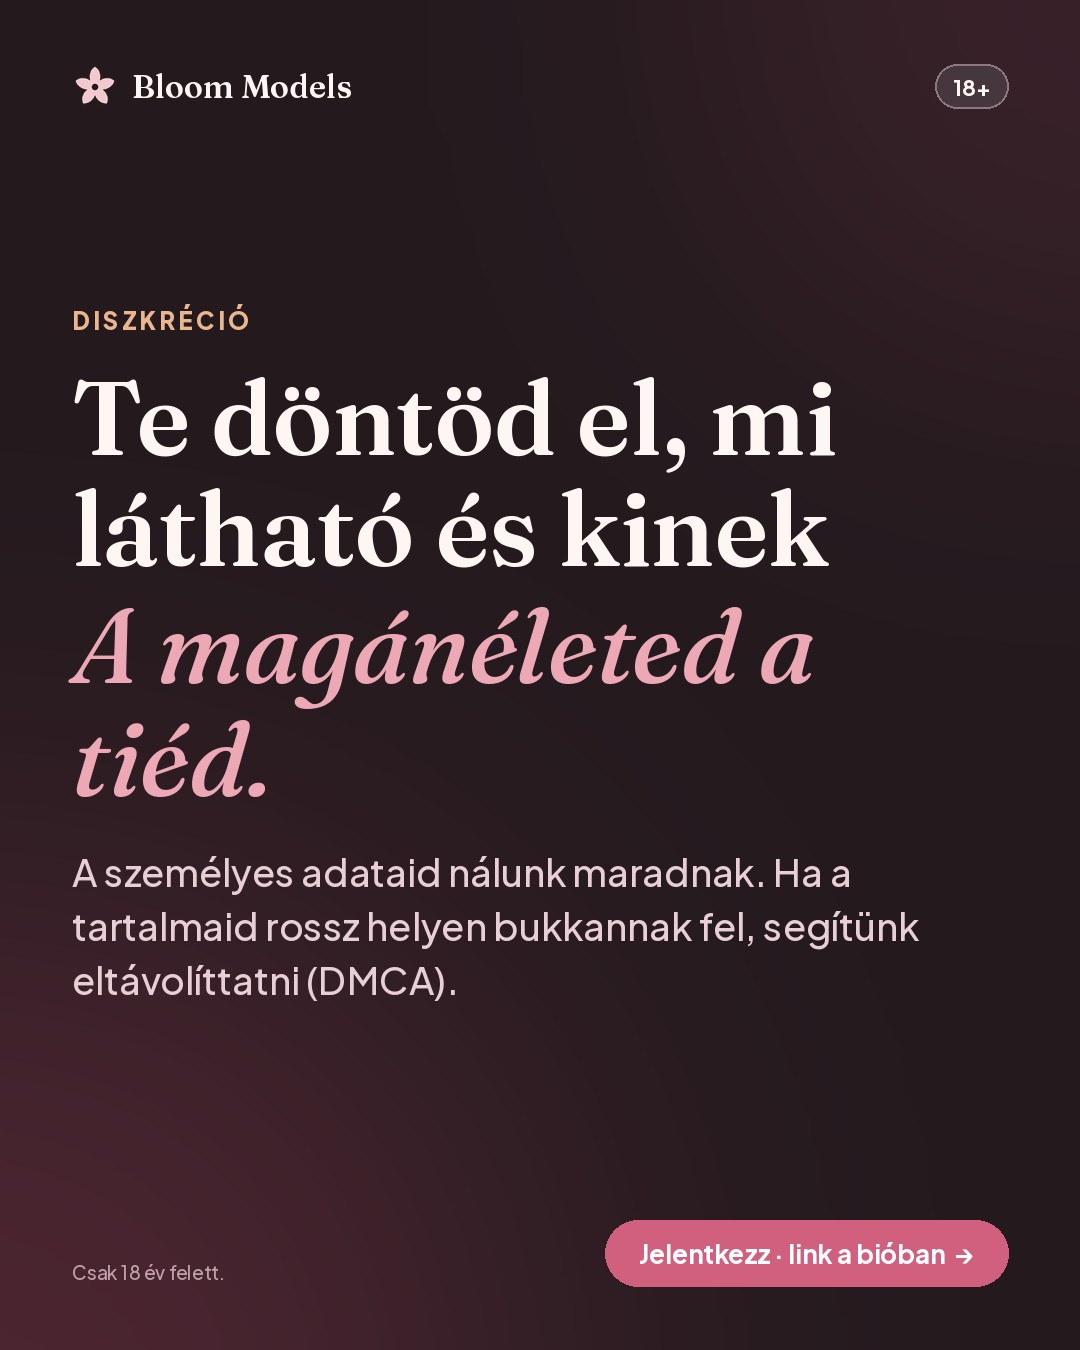 Bloom Models
18+
DISZKRÉCIÓ
Te döntöd el, mi
látható és kinek
A magánéleted a
tiéd.
A személyes adataid nálunk maradnak. Ha a
tartalmaid rossz helyen bukkannak fel, segítünk
eltávolíttatni (DMCA).
Csak 18 év felett.
Jelentkezz · link a bióban →